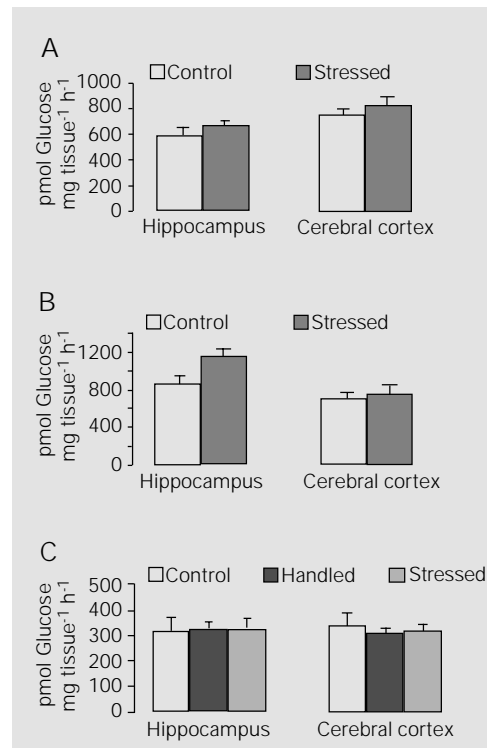 A
Control Stressed
pmol Glucose
mg tissue-1 h-1
1000
800
600
400
200
0
Hippocampus Cerebral cortex
B
Control Stressed
pmol Glucose
mg tissue-1 h-1
1200
800
400
0
Hippocampus Cerebral cortex
C
Control Handled Stressed
pmol Glucose
mg tissue-1 h-1
500
400
300
200
100
0
Hippocampus Cerebral cortex